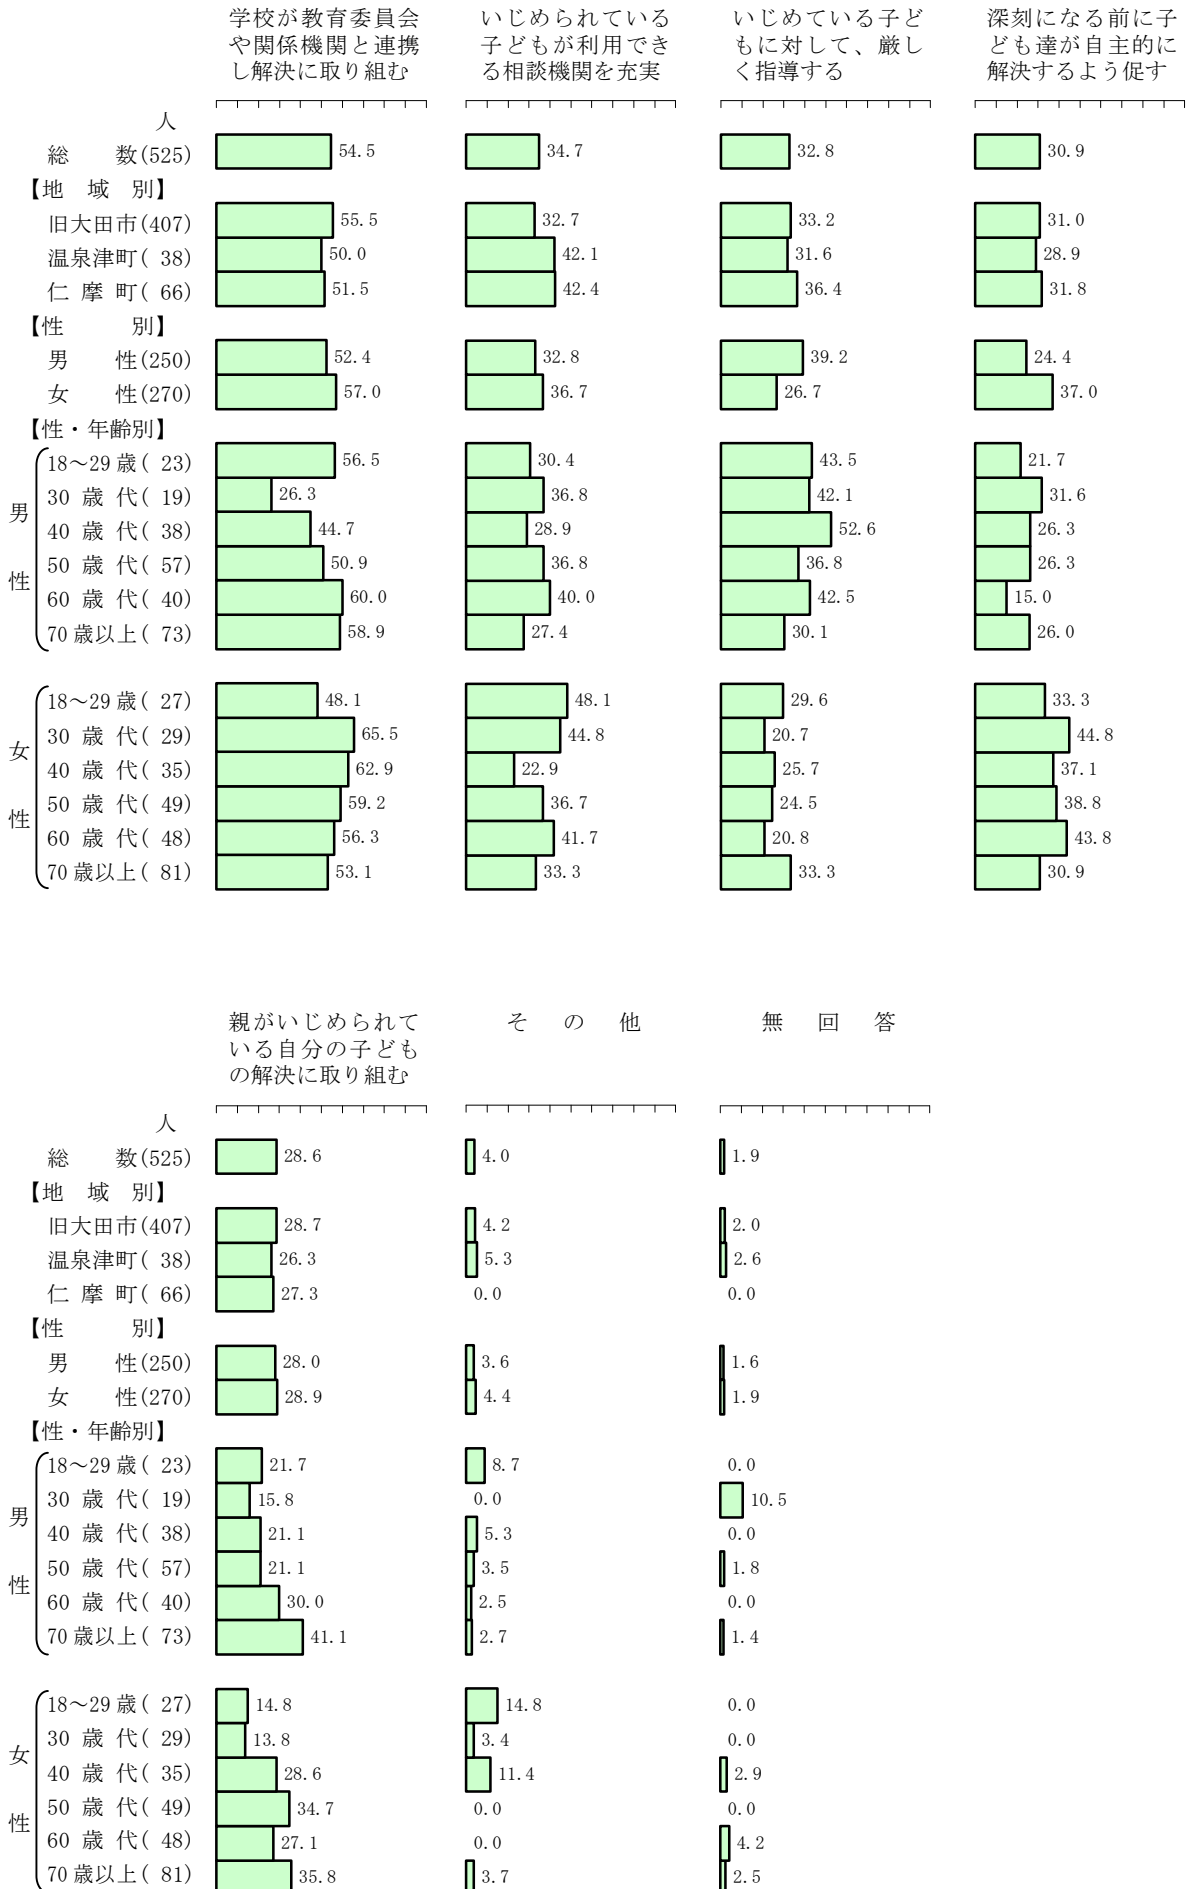 学校が教育委員会 いじめられている いじめている子ど 深刻になる前に子
や関係機関と連携 子どもが利用でき もに対して、厳し ども達が自主的に
し解決に取り組む る相談機関を充実 く指導する 解決するよう促す
人
総 数(525) 54.5 34.7 32.8 30.9
【地 域 別】
旧大田市(407) 55.5 32.7 33.2 31.0
温泉津町( 38) 50.0 42.1 31.6 28.9
仁 摩 町( 66) 51.5 42.4 36.4 31.8
【性 別】
男 性(250) 52.4 32.8 39.2 24.4
女 性(270) 57.0 36.7 26.7 37.0
【性・年齢別】
男性
18～29歳( 23) 56.5 30.4 43.5 21.7
30 歳 代( 19) 26.3 36.8 42.1 31.6
40 歳 代( 38) 44.7 28.9 52.6 26.3
50 歳 代( 57) 50.9 36.8 36.8 26.3
60 歳 代( 40) 60.0 40.0 42.5 15.0
70歳以上( 73) 58.9 27.4 30.1 26.0
女性
18～29歳( 27) 48.1 48.1 29.6 33.3
30 歳 代( 29) 65.5 44.8 20.7 44.8
40 歳 代( 35) 62.9 22.9 25.7 37.1
50 歳 代( 49) 59.2 36.7 24.5 38.8
60 歳 代( 48) 56.3 41.7 20.8 43.8
70歳以上( 81) 53.1 33.3 33.3 30.9
親がいじめられて そ の 他 無 回 答
いる自分の子ども
の解決に取り組む
人
総 数(525) 28.6 4.0 1.9
【地 域 別】
旧大田市(407) 28.7 4.2 2.0
温泉津町( 38) 26.3 5.3 2.6
仁 摩 町( 66) 27.3 0.0 0.0
【性 別】
男 性(250) 28.0 3.6 1.6
女 性(270) 28.9 4.4 1.9
【性・年齢別】
男性
18～29歳( 23) 21.7 8.7 0.0
30 歳 代( 19) 15.8 0.0 10.5
40 歳 代( 38) 21.1 5.3 0.0
50 歳 代( 57) 21.1 3.5 1.8
60 歳 代( 40) 30.0 2.5 0.0
70歳以上( 73) 41.1 2.7 1.4
女性
18～29歳( 27) 14.8 14.8 0.0
30 歳 代( 29) 13.8 3.4 0.0
40 歳 代( 35) 28.6 11.4 2.9
50 歳 代( 49) 34.7 0.0 0.0
60 歳 代( 48) 27.1 0.0 4.2
70歳以上( 81) 35.8 3.7 2.5